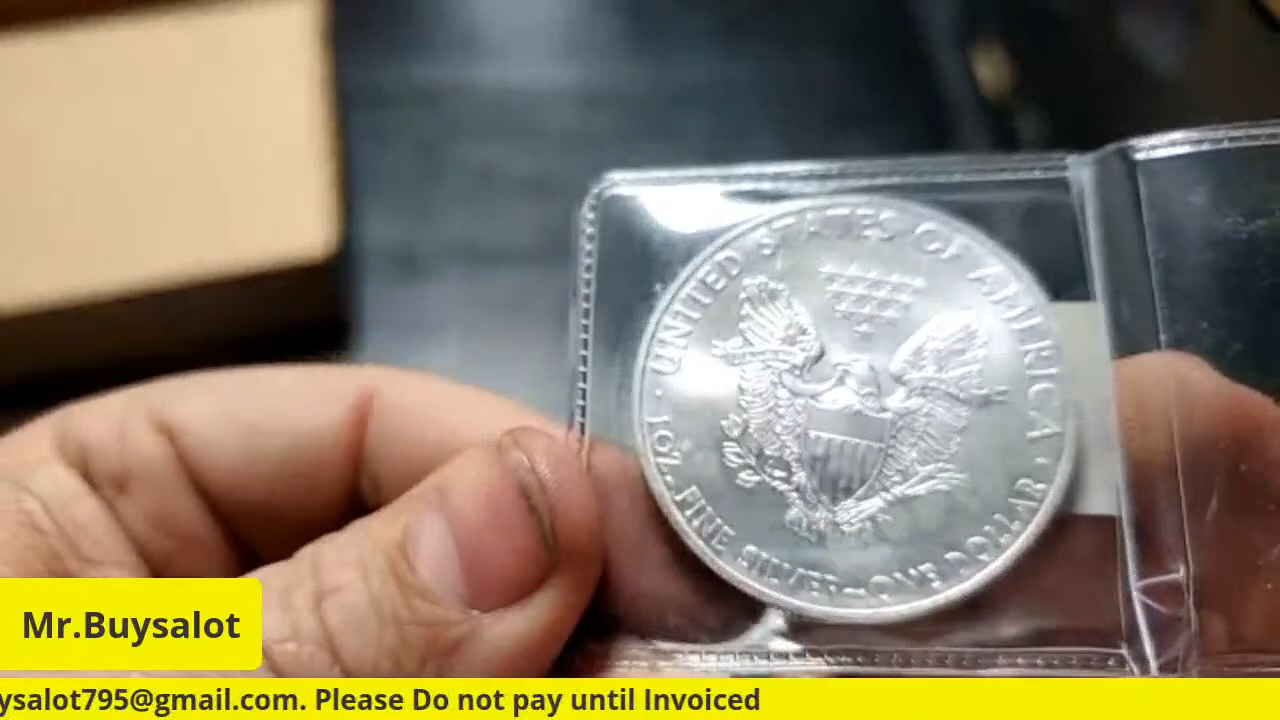 UNITED STATES OF AMERICA
1 OZ. FINE SILVER~ONE DOLLAR
Mr.Buysalot
ysalot795@gmail.com. Please Do not pay until Invoiced